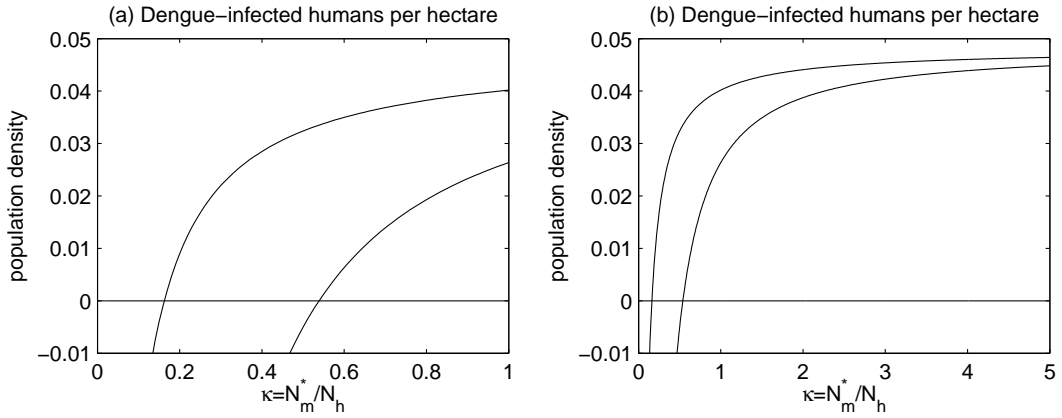 (a) Dengue−infected humans per hectare
population density
0.05
0.04
0.03
0.02
0.01
0
−0.01
0 0.2 0.4 0.6 0.8 1
κ=N*m/Nh
(b) Dengue−infected humans per hectare
population density
0.05
0.04
0.03
0.02
0.01
0
−0.01
0 1 2 3 4 5
κ=N*m/Nh